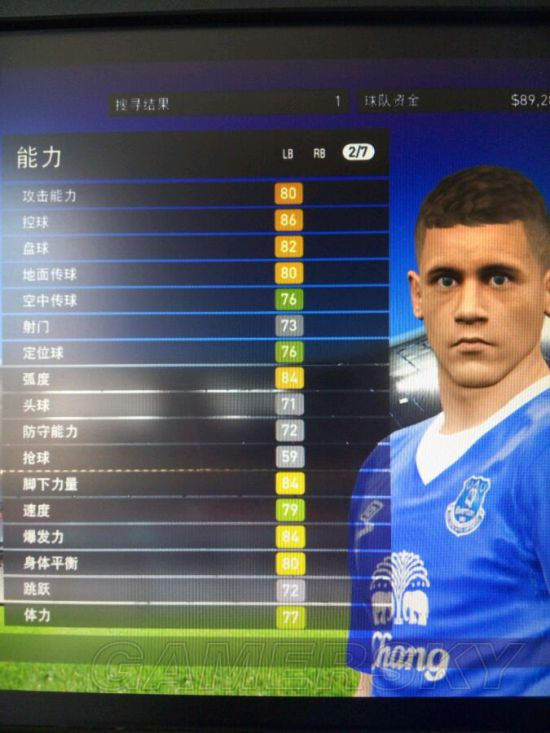 搜寻结果 1 球队资金 $89,28
能力 LB RB 2/7
攻击能力 80
控球 86
盘球 82
地面传球 80
空中传球 76
射门 73
定位球 76
弧度 84
头球 71
防守能力 72
抢球 59
脚下力量 84
速度 79
爆发力 84
身体平衡 80
跳跃 72
体力 77
Chang
GAMERSKY